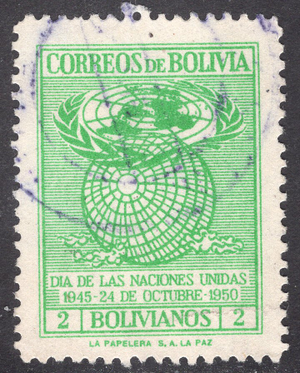 CORREOS DE BOLIVIA
DIA DE LAS NACIONES UNIDAS
1945-24 DE OCTUBRE-1950
2 BOLIVIANOS 2
LA PAPELERA S. A. LA PAZ